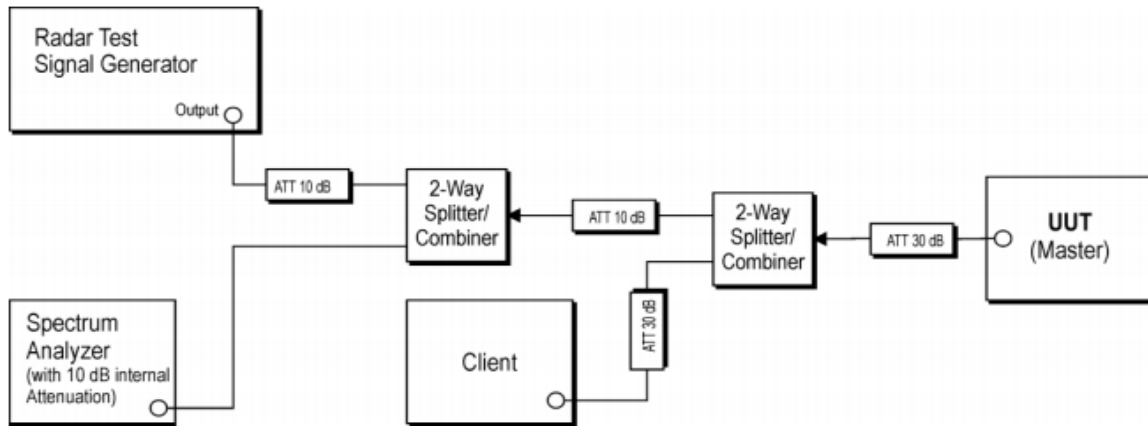 Radar Test
Signal Generator
Output
ATT 10 dB
2-Way
Splitter/
Combiner
ATT 10 dB
2-Way
Splitter/
Combiner
ATT 30 dB
UUT
(Master)
Spectrum
Analyzer
(with 10 dB internal
Attenuation)
Client
ATT 30 dB